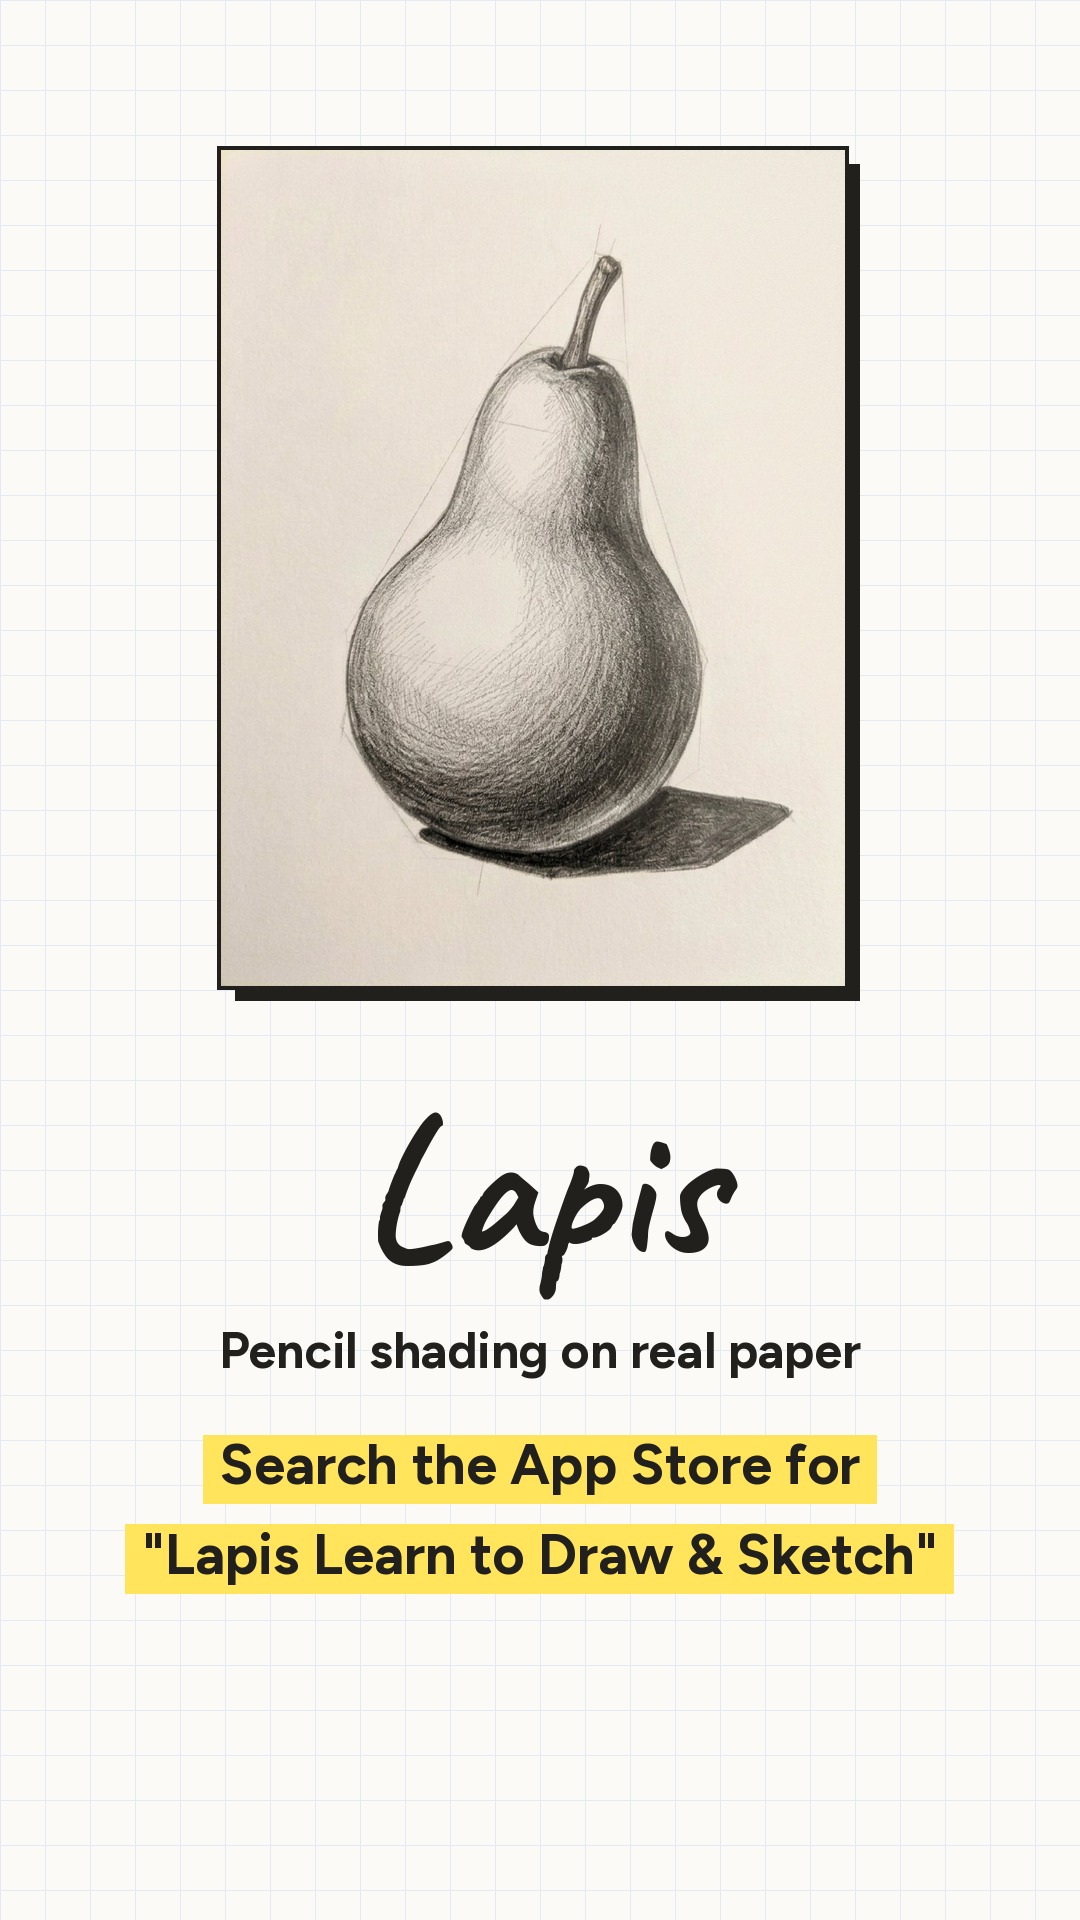 Lapis
Pencil shading on real paper
Search the App Store for
"Lapis Learn to Draw & Sketch"